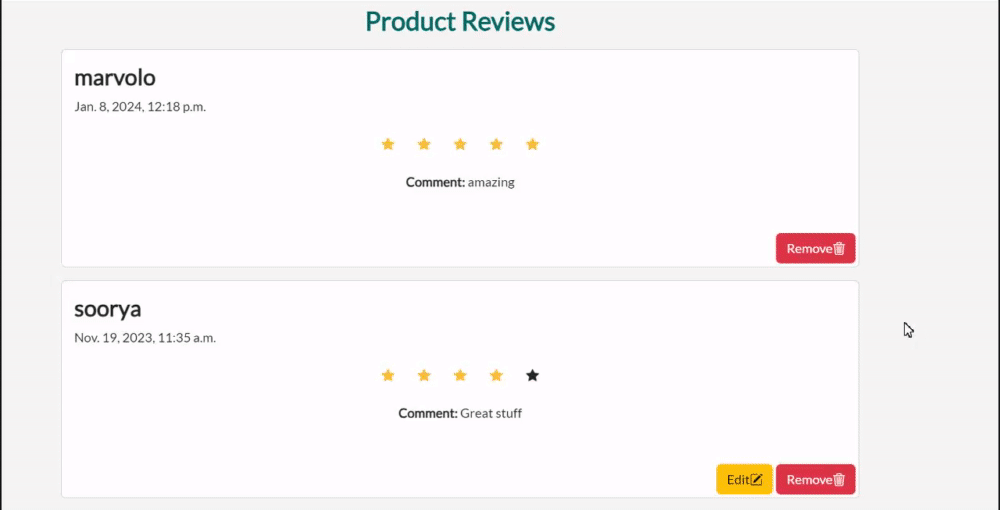 Product Reviews
marvolo
Jan. 8, 2024, 12:18 p.m.
Comment: amazing
Remove
soorya
Nov. 19, 2023, 11:35 a.m.
Comment: Great stuff
Edit Remove